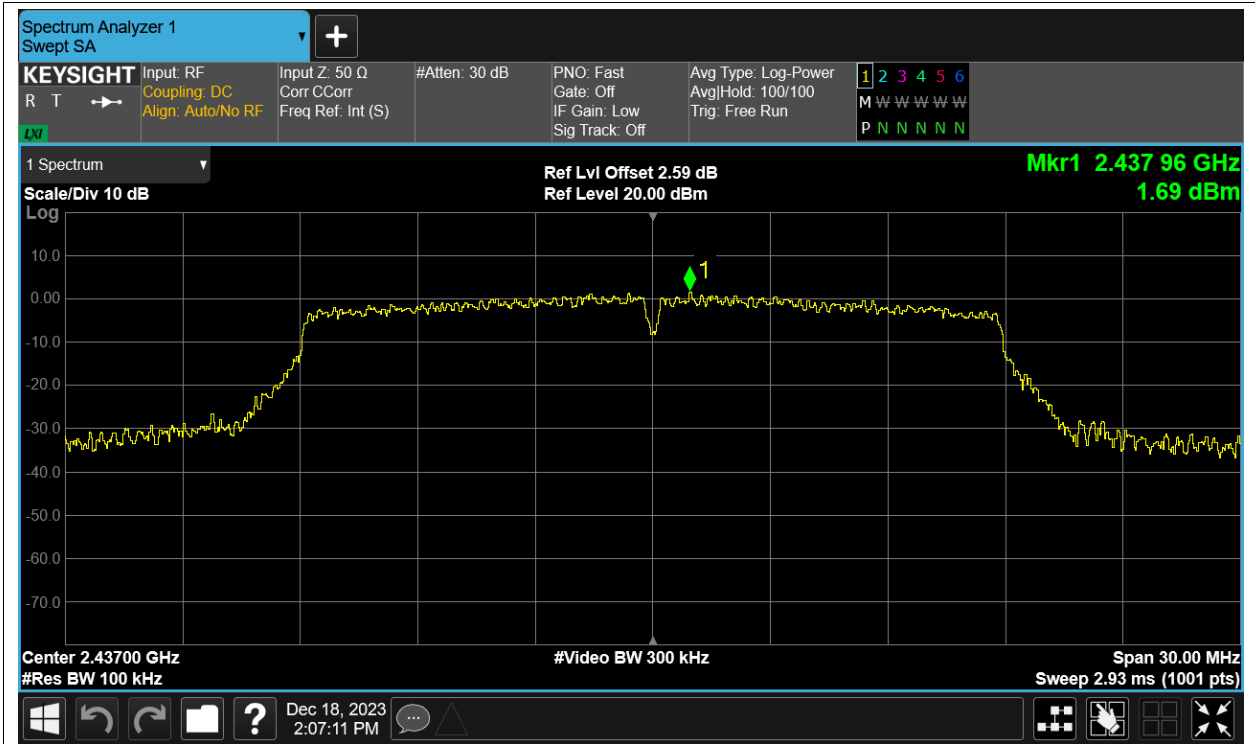 Spectrum Analyzer 1
Swept SA
+
KEYSIGHT
R T
LXI
Input: RF
Coupling: DC
Align: Auto/No RF
Input Z: 50 Ω
Corr CCorr
Freq Ref: Int (S)
#Atten: 30 dB
PNO: Fast
Gate: Off
IF Gain: Low
Sig Track: Off
Avg Type: Log-Power
Avg|Hold: 100/100
Trig: Free Run
1 2 3 4 5 6
M W W W W W
P N N N N N
1 Spectrum
Scale/Div 10 dB
Log
Ref Lvl Offset 2.59 dB
Ref Level 20.00 dBm
Mkr1 2.437 96 GHz
1.69 dBm
1
10.0
0.00
-10.0
-20.0
-30.0
-40.0
-50.0
-60.0
-70.0
Center 2.43700 GHz
#Res BW 100 kHz
#Video BW 300 kHz
Span 30.00 MHz
Sweep 2.93 ms (1001 pts)
?
Dec 18, 2023
2:07:11 PM